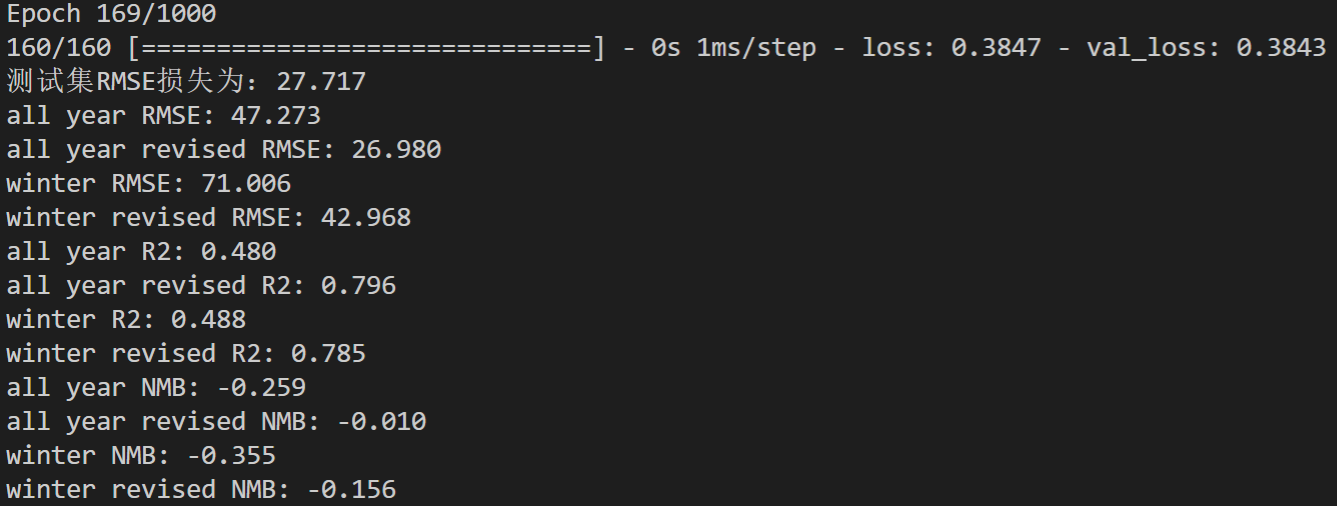 Epoch 169/1000
160/160 [==============================] - 0s 1ms/step - loss: 0.3847 - val_loss: 0.3843
测试集RMSE损失为: 27.717
all year RMSE: 47.273
all year revised RMSE: 26.980
winter RMSE: 71.006
winter revised RMSE: 42.968
all year R2: 0.480
all year revised R2: 0.796
winter R2: 0.488
winter revised R2: 0.785
all year NMB: -0.259
all year revised NMB: -0.010
winter NMB: -0.355
winter revised NMB: -0.156